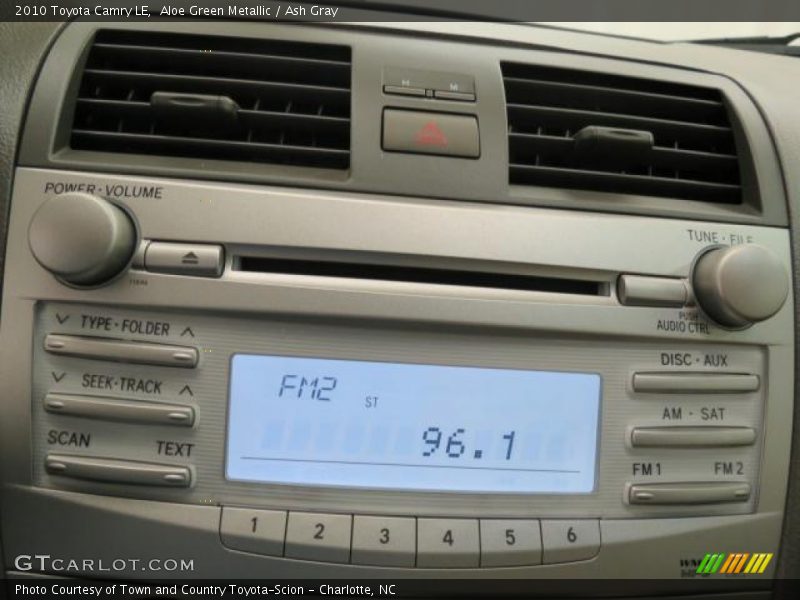 2010 Toyota Camry LE, Aloe Green Metallic / Ash Gray
H M
POWER·VOLUME
TUNE·FILE
PUSH
AUDIO CTRL
TYPE·FOLDER
SEEK·TRACK
SCAN TEXT
FM2
ST
96.1
DISC·AUX
AM·SAT
FM1 FM2
1 2 3 4 5 6
GTCARLOT.COM
Photo Courtesy of Town and Country Toyota-Scion - Charlotte, NC